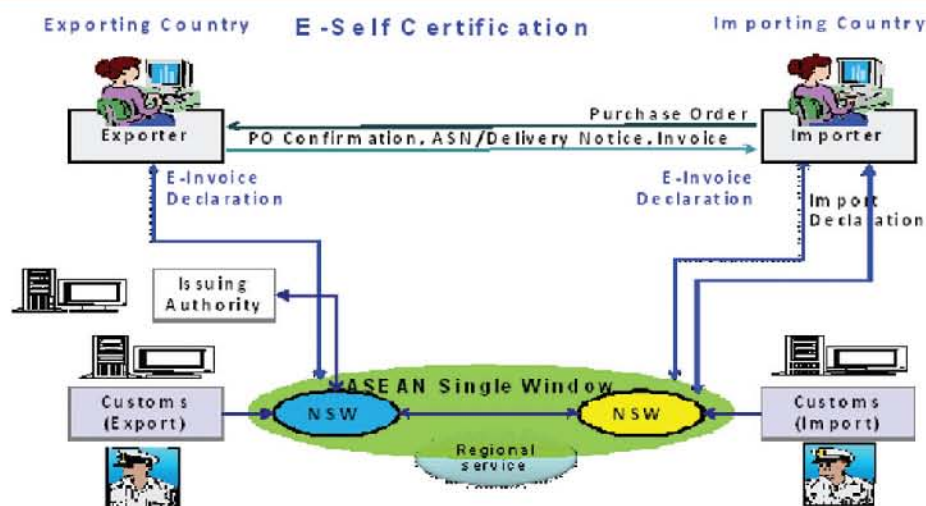 Exporting Country
E-Self Certification
Importing Country
Purchase Order
Exporter
Importer
PO Confirmation, ASN/Delivery Notice, Invoice
E-Invoice
Declaration
E-Invoice
Declaration
Import
Declaration
Issuing
Authority
ASEAN Single Window
Customs
(Export)
NSW
NSW
Customs
(Import)
Regional
service